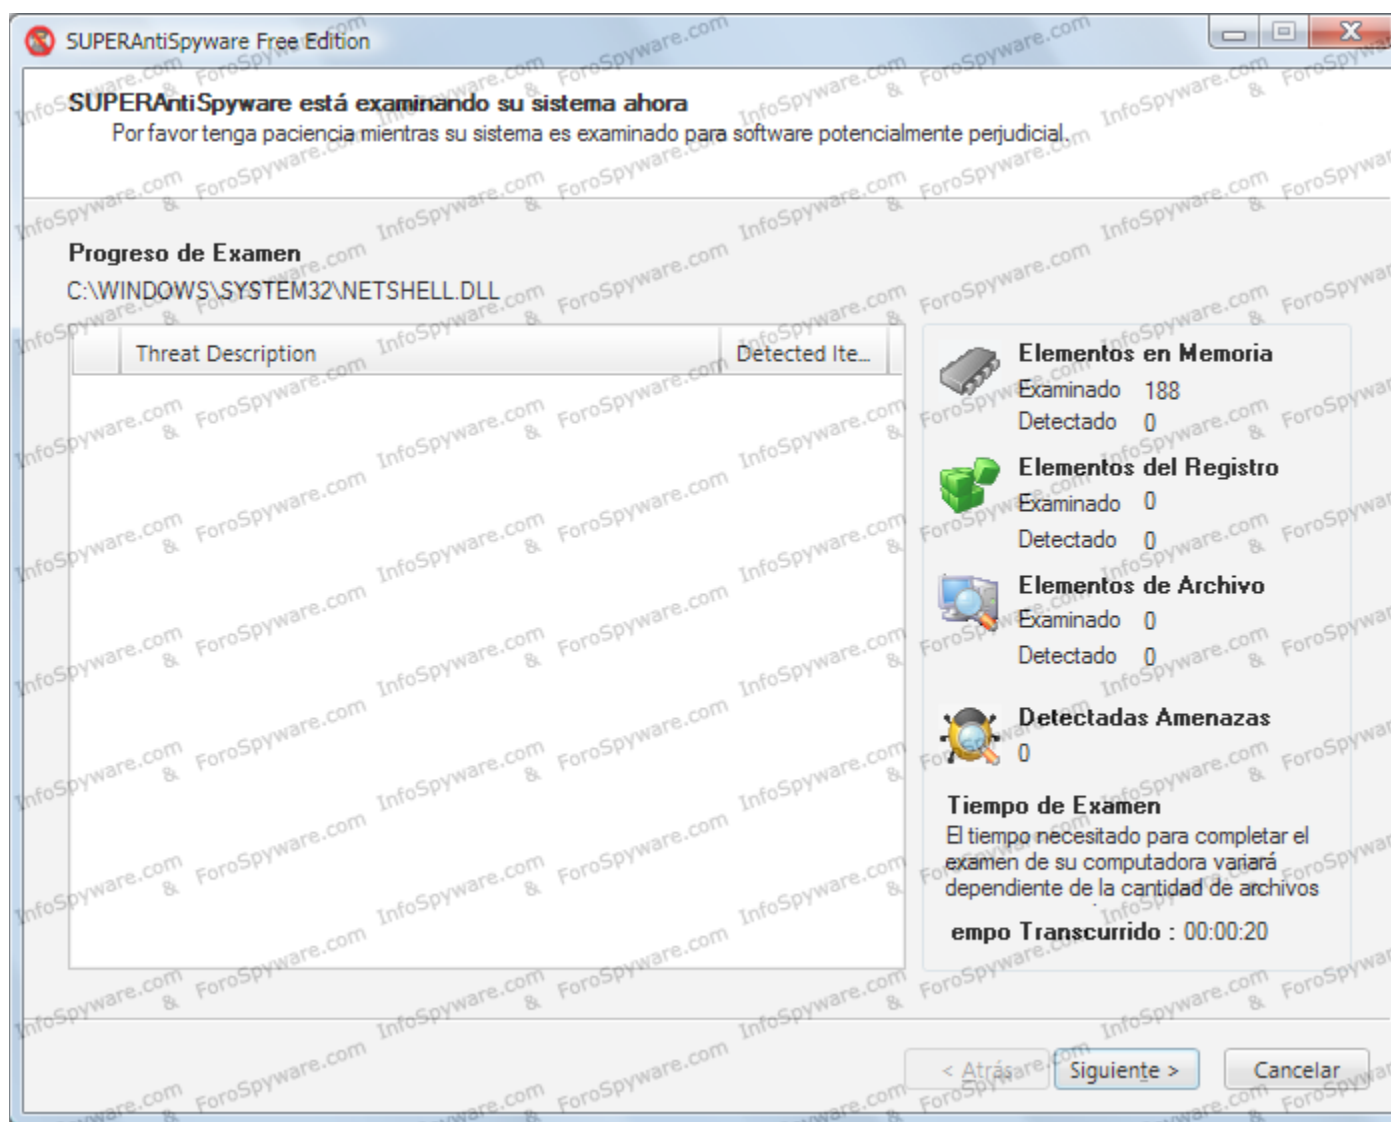 SUPERAntiSpyware Free Edition
SUPERAntiSpyware está examinando su sistema ahora
Por favor tenga paciencia mientras su sistema es examinado para software potencialmente perjudicial.
Progreso de Examen
C:\WINDOWS\SYSTEM32\NETSHELL.DLL
Threat Description
Detected Ite...
Elementos en Memoria
Examinado 188
Detectado 0
Elementos del Registro
Examinado 0
Detectado 0
Elementos de Archivo
Examinado 0
Detectado 0
Detectadas Amenazas
0
Tiempo de Examen
El tiempo necesitado para completar el
examen de su computadora variará
dependiente de la cantidad de archivos
empo Transcurrido : 00:00:20
< Atrás
Siguiente >
Cancelar
InfoSpyware.com
&
ForoSpyware.com